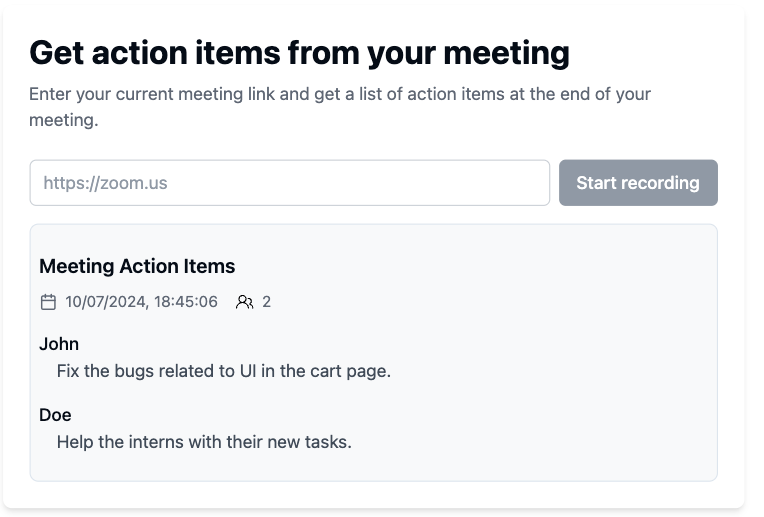 Get action items from your meeting
Enter your current meeting link and get a list of action items at the end of your
meeting.
https://zoom.us
Start recording
Meeting Action Items
10/07/2024, 18:45:06 2
John
Fix the bugs related to UI in the cart page.
Doe
Help the interns with their new tasks.